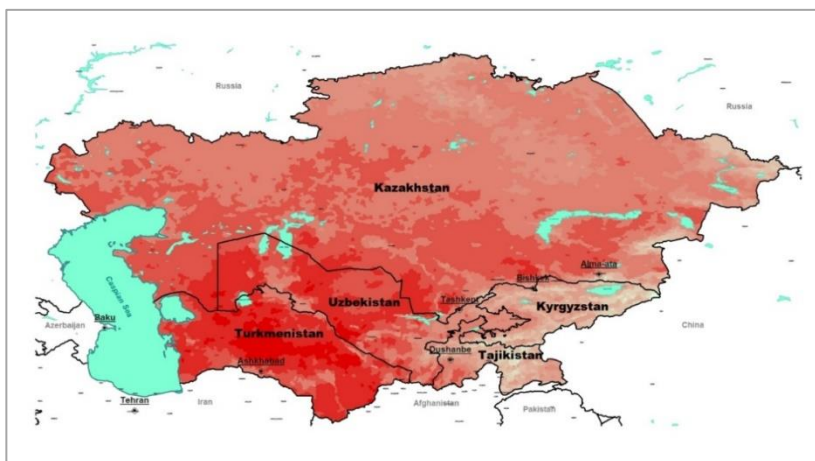 Russia
Russia
Kazakhstan
Caspian Sea
Alma-ata
Bishkek
Uzbekistan
Tashkent
Kyrgyzstan
Azerbaijan
Baku
Turkmenistan
China
Dushanbe
Tajikistan
Ashkhabad
Tehran
Iran
Afghanistan
Pakistan